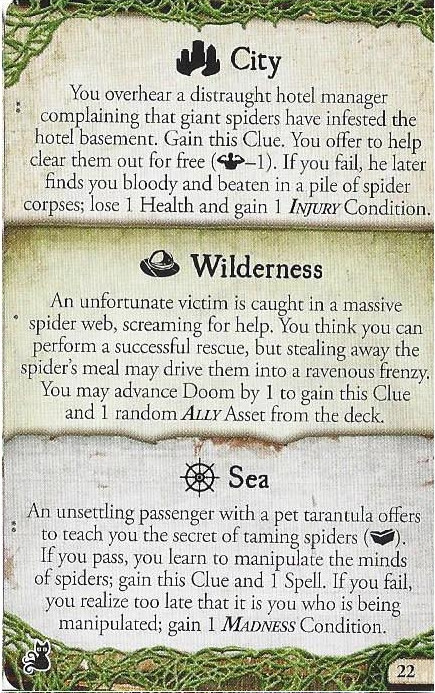 City
You overhear a distraught hotel manager
complaining that giant spiders have infested the
hotel basement. Gain this Clue. You offer to help
clear them out for free (–1). If you fail, he later
finds you bloody and beaten in a pile of spider
corpses; lose 1 Health and gain 1 INJURY Condition.
Wilderness
An unfortunate victim is caught in a massive
spider web, screaming for help. You think you can
perform a successful rescue, but stealing away the
spider's meal may drive them into a ravenous frenzy.
You may advance Doom by 1 to gain this Clue
and 1 random ALLY Asset from the deck.
Sea
An unsettling passenger with a pet tarantula offers
to teach you the secret of taming spiders ().
If you pass, you learn to manipulate the minds
of spiders; gain this Clue and 1 Spell. If you fail,
you realize too late that it is you who is being
manipulated; gain 1 MADNESS Condition.
22